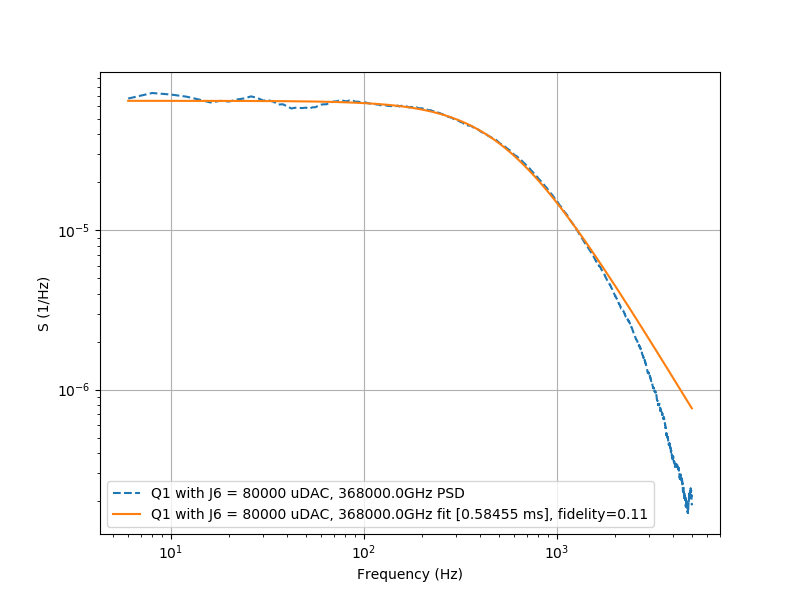 10⁻⁵
10⁻⁶
S (1/Hz)
Q1 with J6 = 80000 uDAC, 368000.0GHz PSD
Q1 with J6 = 80000 uDAC, 368000.0GHz fit [0.58455 ms], fidelity=0.11
10¹ 10² 10³
Frequency (Hz)